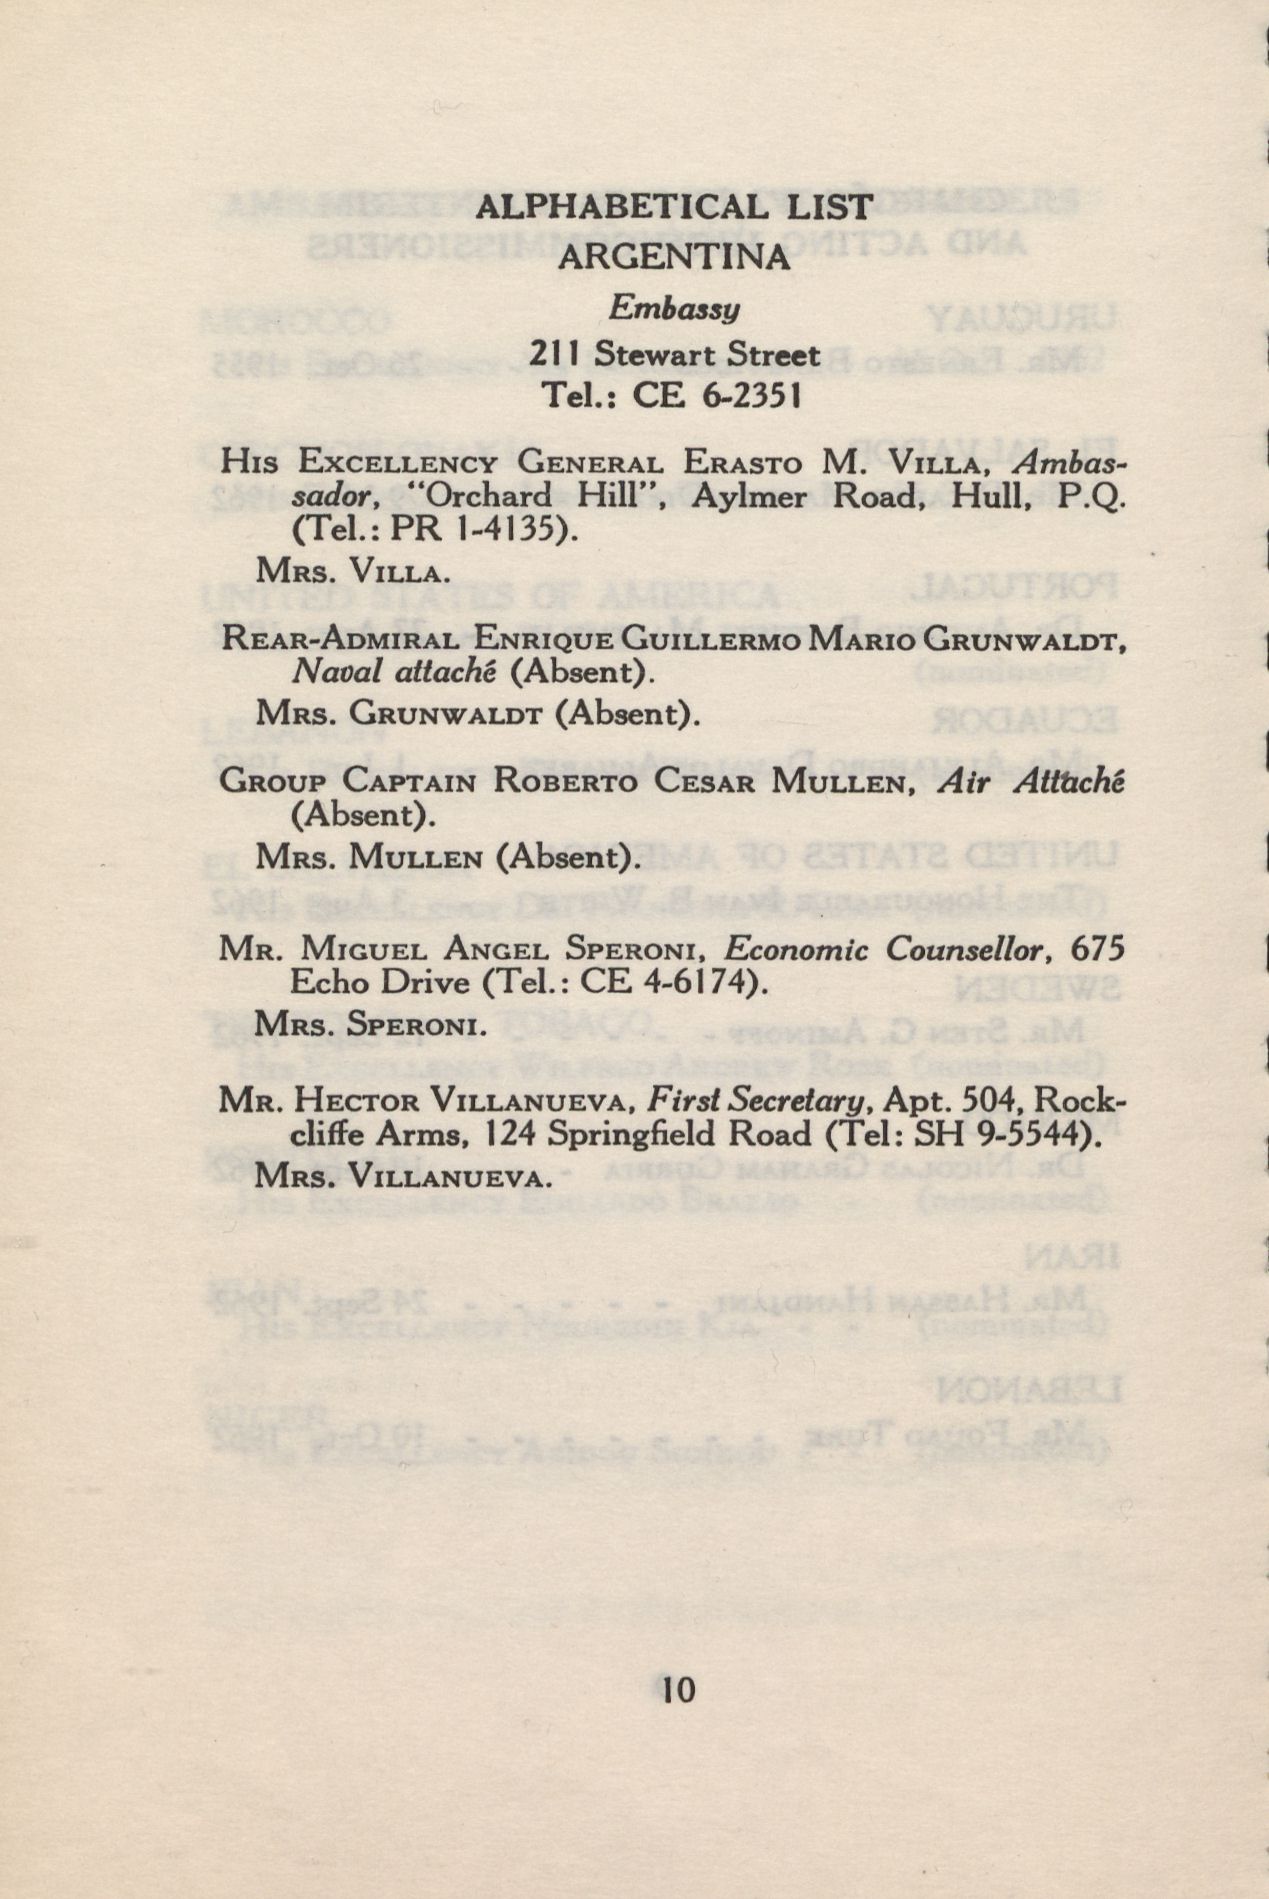 ALPHABETICAL LIST
ARGENTINA
Embassy
211 Stewart Street
Tel.: CE 6-2351
HIS EXCELLENCY GENERAL ERASTO M. VILLA, Ambas-
sador, “Orchard Hill”, Aylmer Road, Hull, P.Q.
(Tel.: PR 1-4135).
MRS. VILLA.
REAR-ADMIRAL ENRIQUE GUILLERMO MARIO GRUNWALDT,
Naval attaché (Absent).
MRS. GRUNWALDT (Absent).
GROUP CAPTAIN ROBERTO CESAR MULLEN, Air Attaché
(Absent).
MRS. MULLEN (Absent).
MR. MIGUEL ANGEL SPERONI, Economic Counsellor, 675
Echo Drive (Tel.: CE 4-6174).
MRS. SPERONI.
MR. HECTOR VILLANUEVA, First Secretary, Apt. 504, Rock-
cliffe Arms, 124 Springfield Road (Tel: SH 9-5544).
MRS. VILLANUEVA.
10